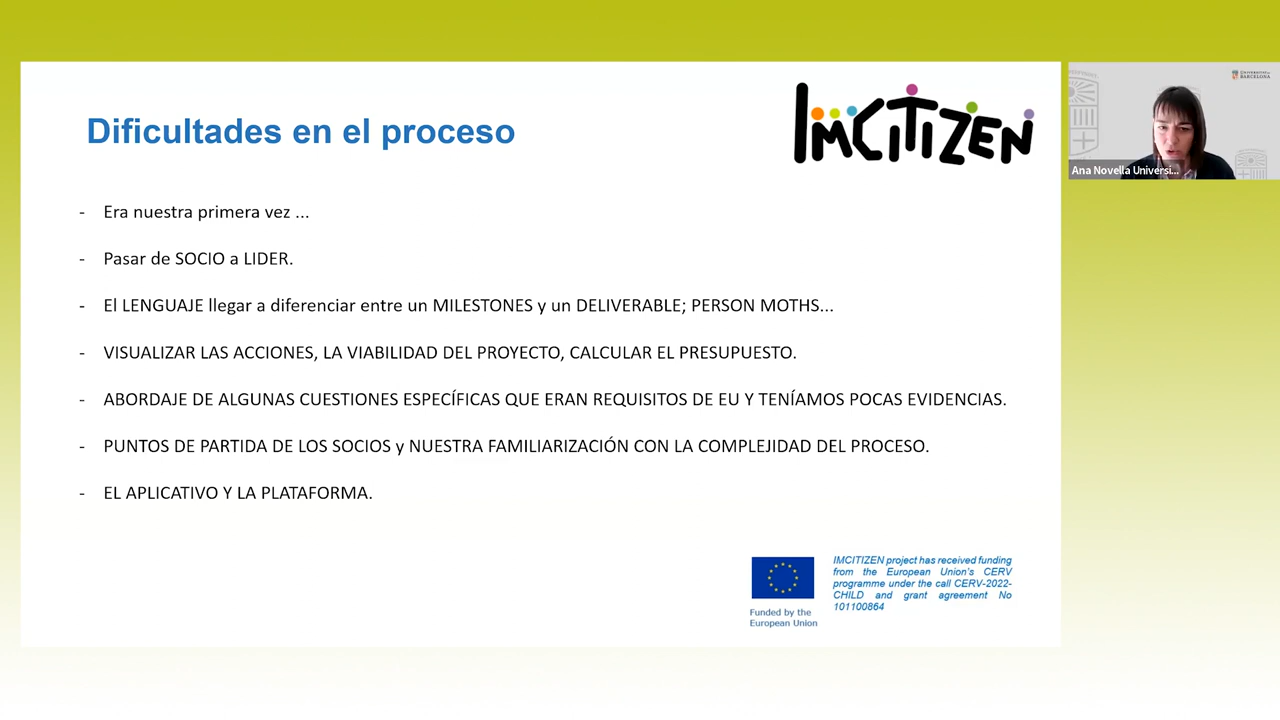 Dificultades en el proceso
IMCITIZEN
- Era nuestra primera vez ...
- Pasar de SOCIO a LIDER.
- El LENGUAJE llegar a diferenciar entre un MILESTONES y un DELIVERABLE; PERSON MOTHS...
- VISUALIZAR LAS ACCIONES, LA VIABILIDAD DEL PROYECTO, CALCULAR EL PRESUPUESTO.
- ABORDAJE DE ALGUNAS CUESTIONES ESPECÍFICAS QUE ERAN REQUISITOS DE EU Y TENÍAMOS POCAS EVIDENCIAS.
- PUNTOS DE PARTIDA DE LOS SOCIOS y NUESTRA FAMILIARIZACIÓN CON LA COMPLEJIDAD DEL PROCESO.
- EL APLICATIVO Y LA PLATAFORMA.
Funded by the
European Union
IMCITIZEN project has received funding
from the European Union's CERV
programme under the call CERV-2022-
CHILD and grant agreement No
101100864
UNIVERSITAT DE
BARCELONA
Ana Novella Universi...